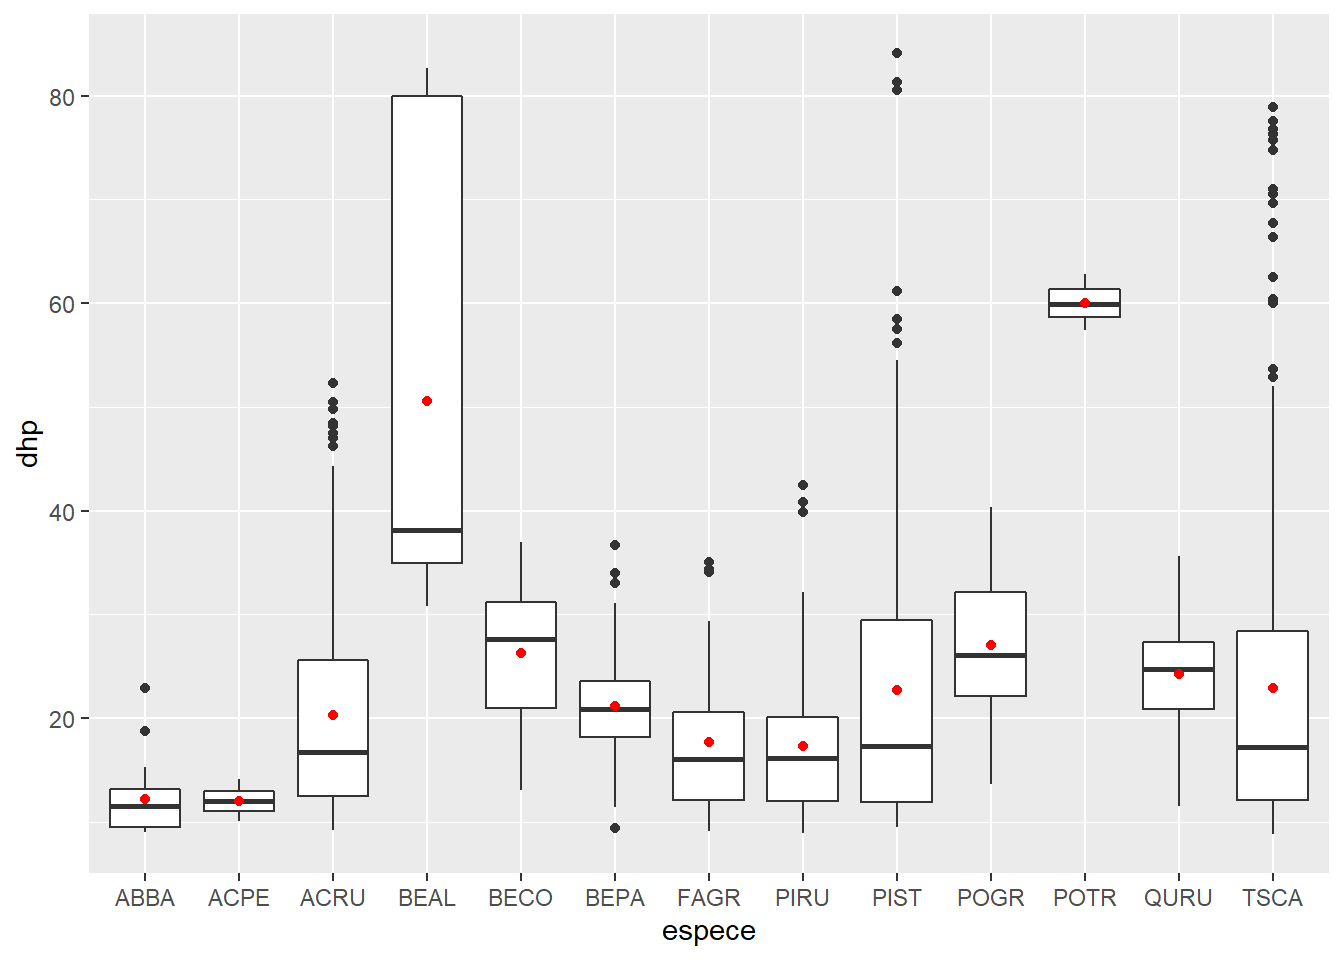 80
60
40
20
dhp
ABBA ACPE ACRU BEAL BECO BEPA FAGR PIRU PIST POGR POTR QURU TSCA
espece